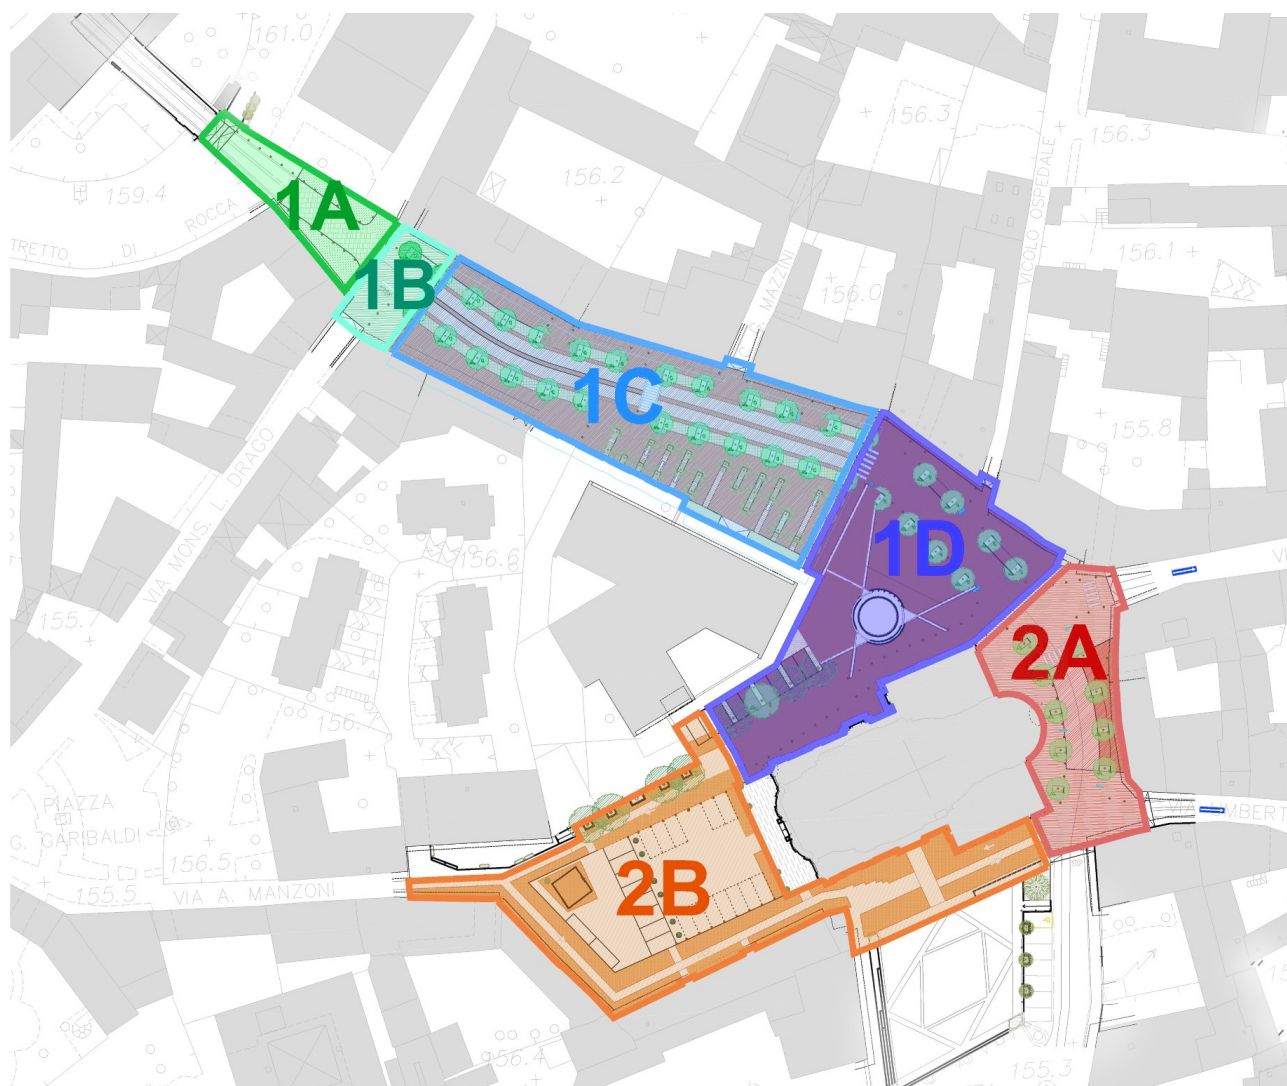 161.0
156.3
156.3
159.4
1A
156.2
ROCCA
DI
TRETTO
VICOLO OSPEDALE
156.1
1B
MAZZINI
156.0
1C
155.8
VIA MONS. L. DRAGO
156.6
1D
155.7
2A
156.7
PIAZZA
G. GARIBALDI
156.5
155.5
VIA A. MANZONI
2B
VIA UMBERT
156.4
155.3